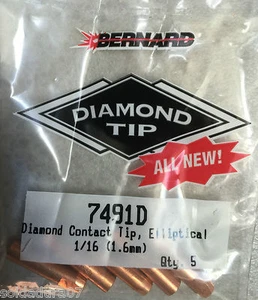 BERNARD
DIAMOND
TIP
ALL NEW!
7491D
Diamond Contact Tip, Elliptical
1/16 (1.6mm)
Qty. 5